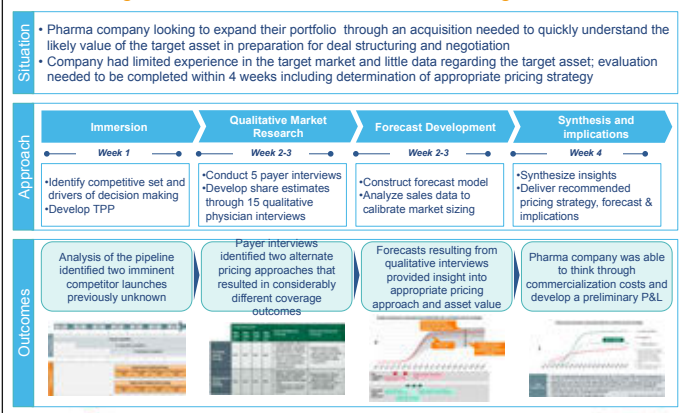 Situation
• Pharma company looking to expand their portfolio through an acquisition needed to quickly understand the
likely value of the target asset in preparation for deal structuring and negotiation
• Company had limited experience in the target market and little data regarding the target asset; evaluation
needed to be completed within 4 weeks including determination of appropriate pricing strategy
Approach
Immersion
Qualitative Market
Research
Forecast Development
Synthesis and
implications
Week 1
Week 2-3
Week 2-3
Week 4
•Identify competitive set and
drivers of decision making
•Develop TPP
•Conduct 5 payer interviews
•Develop share estimates
through 15 qualitative
physician interviews
•Construct forecast model
•Analyze sales data to
calibrate market sizing
•Synthesize insights
•Deliver recommended
pricing strategy, forecast &
implications
Outcomes
Analysis of the pipeline
identified two imminent
competitor launches
previously unknown
Payer interviews
identified two alternate
pricing approaches that
resulted in considerably
different coverage
outcomes
Forecasts resulting from
qualitative interviews
provided insight into
appropriate pricing
approach and asset value
Pharma company was able
to think through
commercialization costs and
develop a preliminary P&L